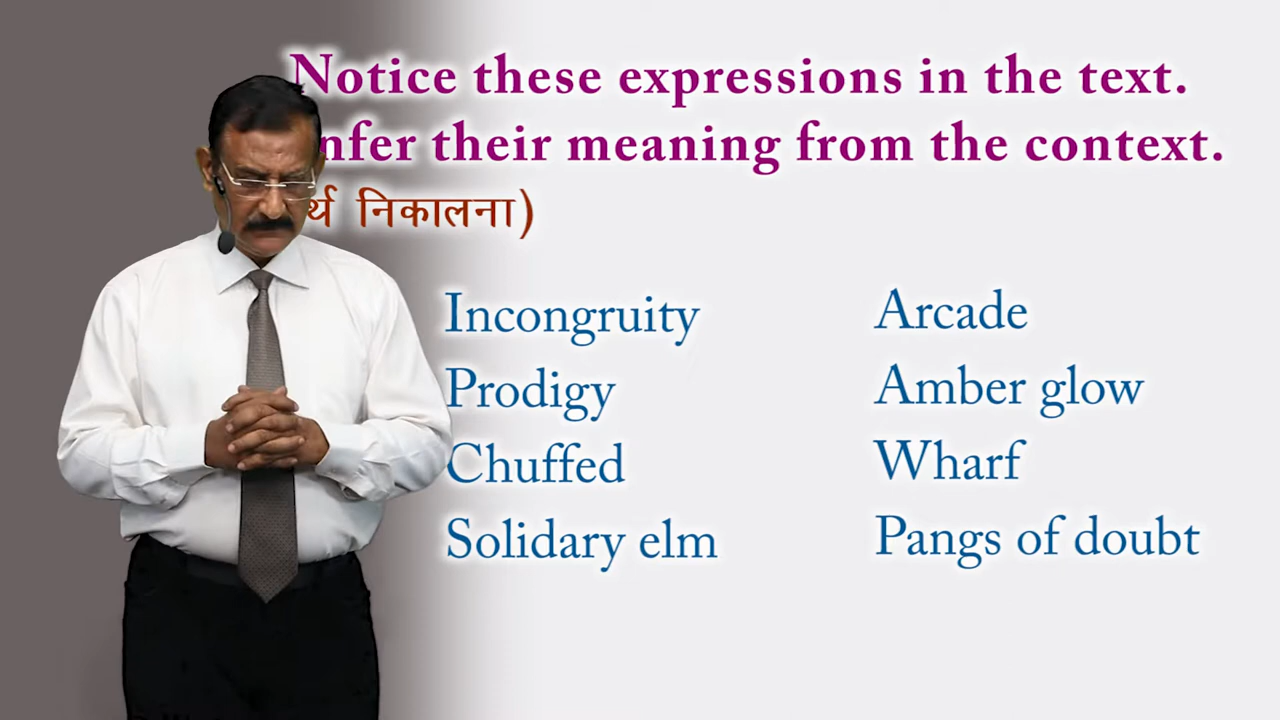 Notice these expressions in the text.
nfer their meaning from the context.
र्थ निकालना)
Incongruity
Prodigy
Chuffed
Solidary elm
Arcade
Amber glow
Wharf
Pangs of doubt